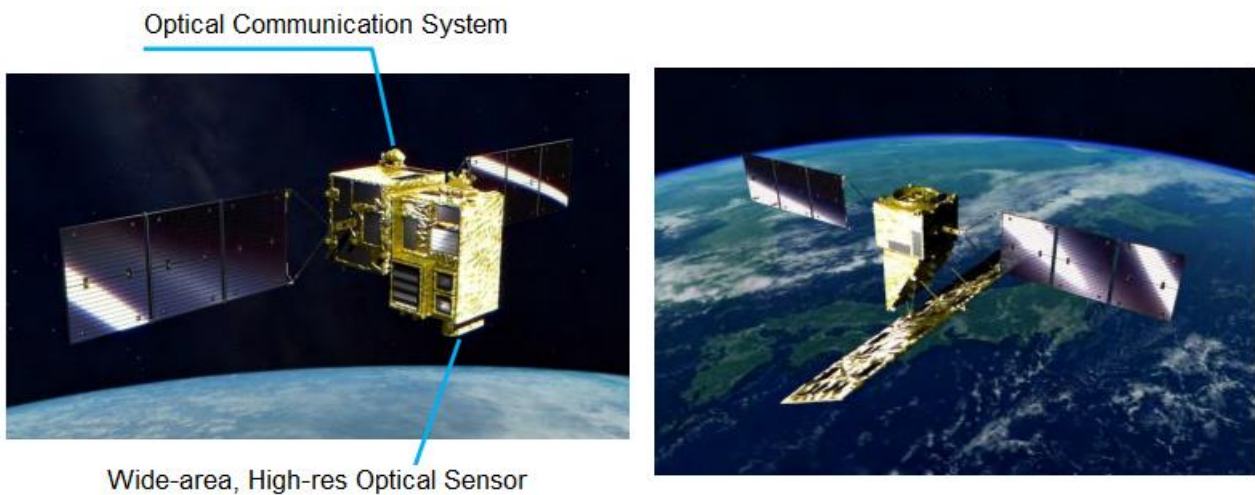 Optical Communication System
Wide-area, High-res Optical Sensor